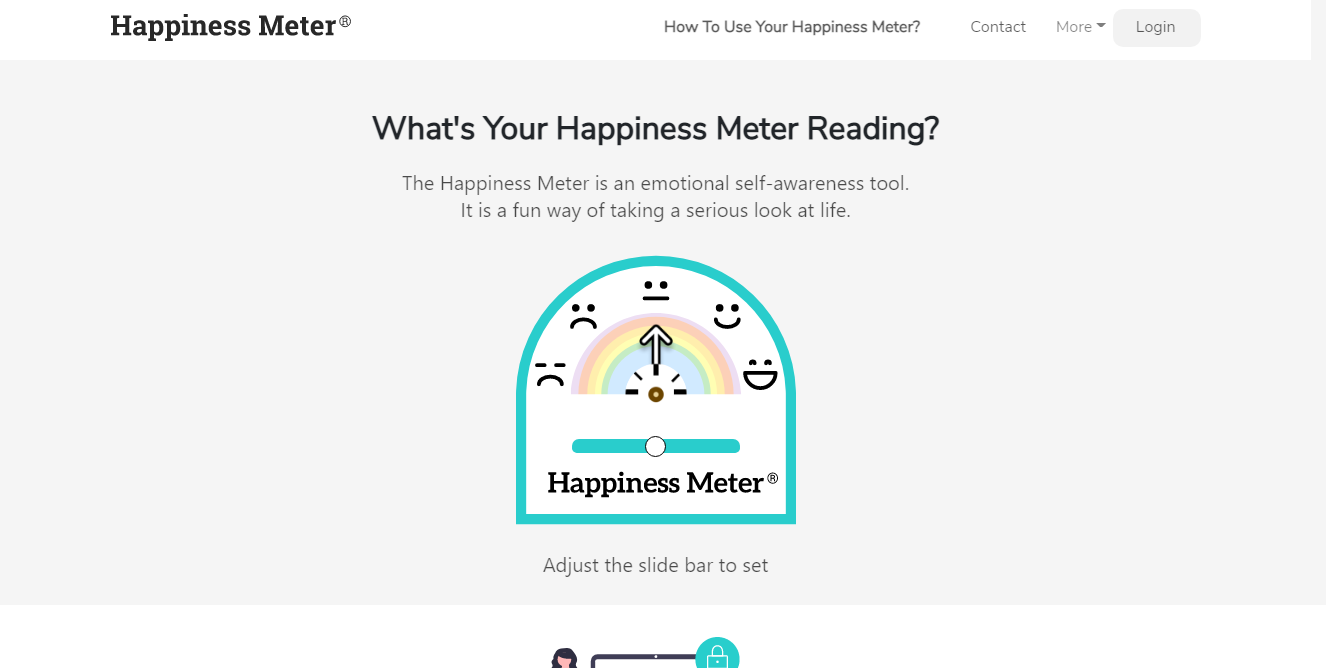 Happiness Meter®
How To Use Your Happiness Meter?
Contact
More
Login
What's Your Happiness Meter Reading?
The Happiness Meter is an emotional self-awareness tool.
It is a fun way of taking a serious look at life.
Happiness Meter®
Adjust the slide bar to set